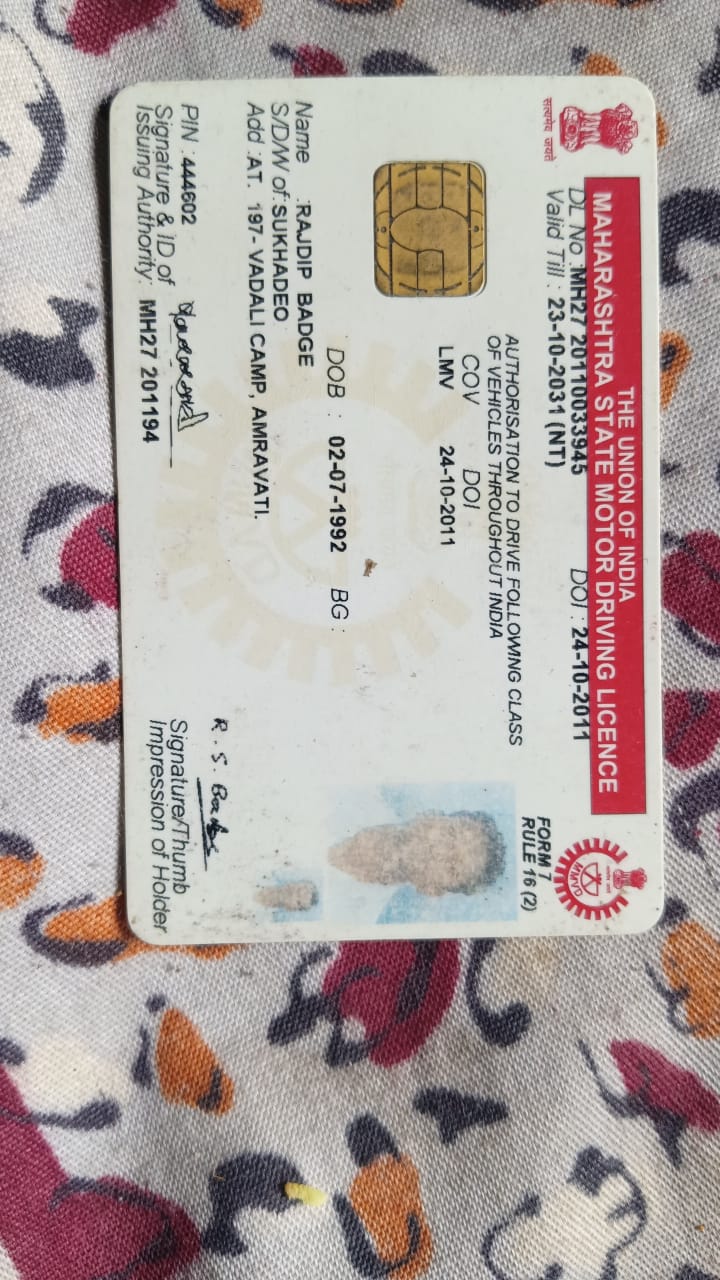 THE UNION OF INDIA
MAHARASHTRA STATE MOTOR DRIVING LICENCE
सत्यमेव जयते
DL No :MH27 20110033945 DOI : 24-10-2011
Valid Till : 23-10-2031 (NT)
FORM 7
RULE 16 (2)
AUTHORISATION TO DRIVE FOLLOWING CLASS
OF VEHICLES THROUGHOUT INDIA
COV DOI
LMV 24-10-2011
DOB : 02-07-1992 BG :
Name :RAJDIP BADGE
S/D/W of:SUKHADEO
Add :AT. 197- VADALI CAMP, AMRAVATI.
PIN :444602
Signature & ID of
Issuing Authority: MH27 201194
R. S. Badge
Signature/Thumb
Impression of Holder